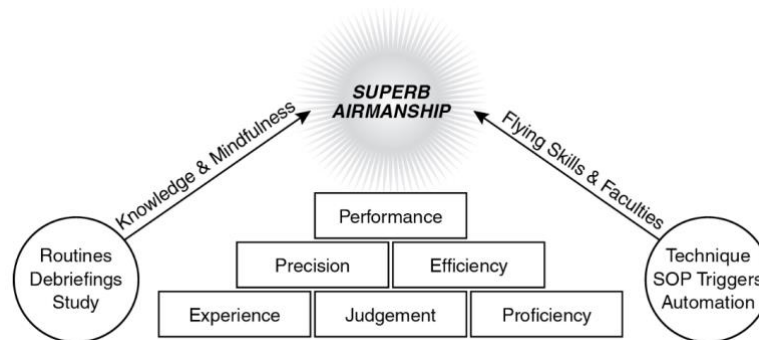 SUPERB
AIRMANSHIP
Knowledge & Mindfulness
Flying Skills & Faculties
Performance
Routines
Debriefings
Study
Precision
Efficiency
Technique
SOP Triggers
Automation
Experience
Judgement
Proficiency